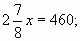 2 7/8 x = 460;